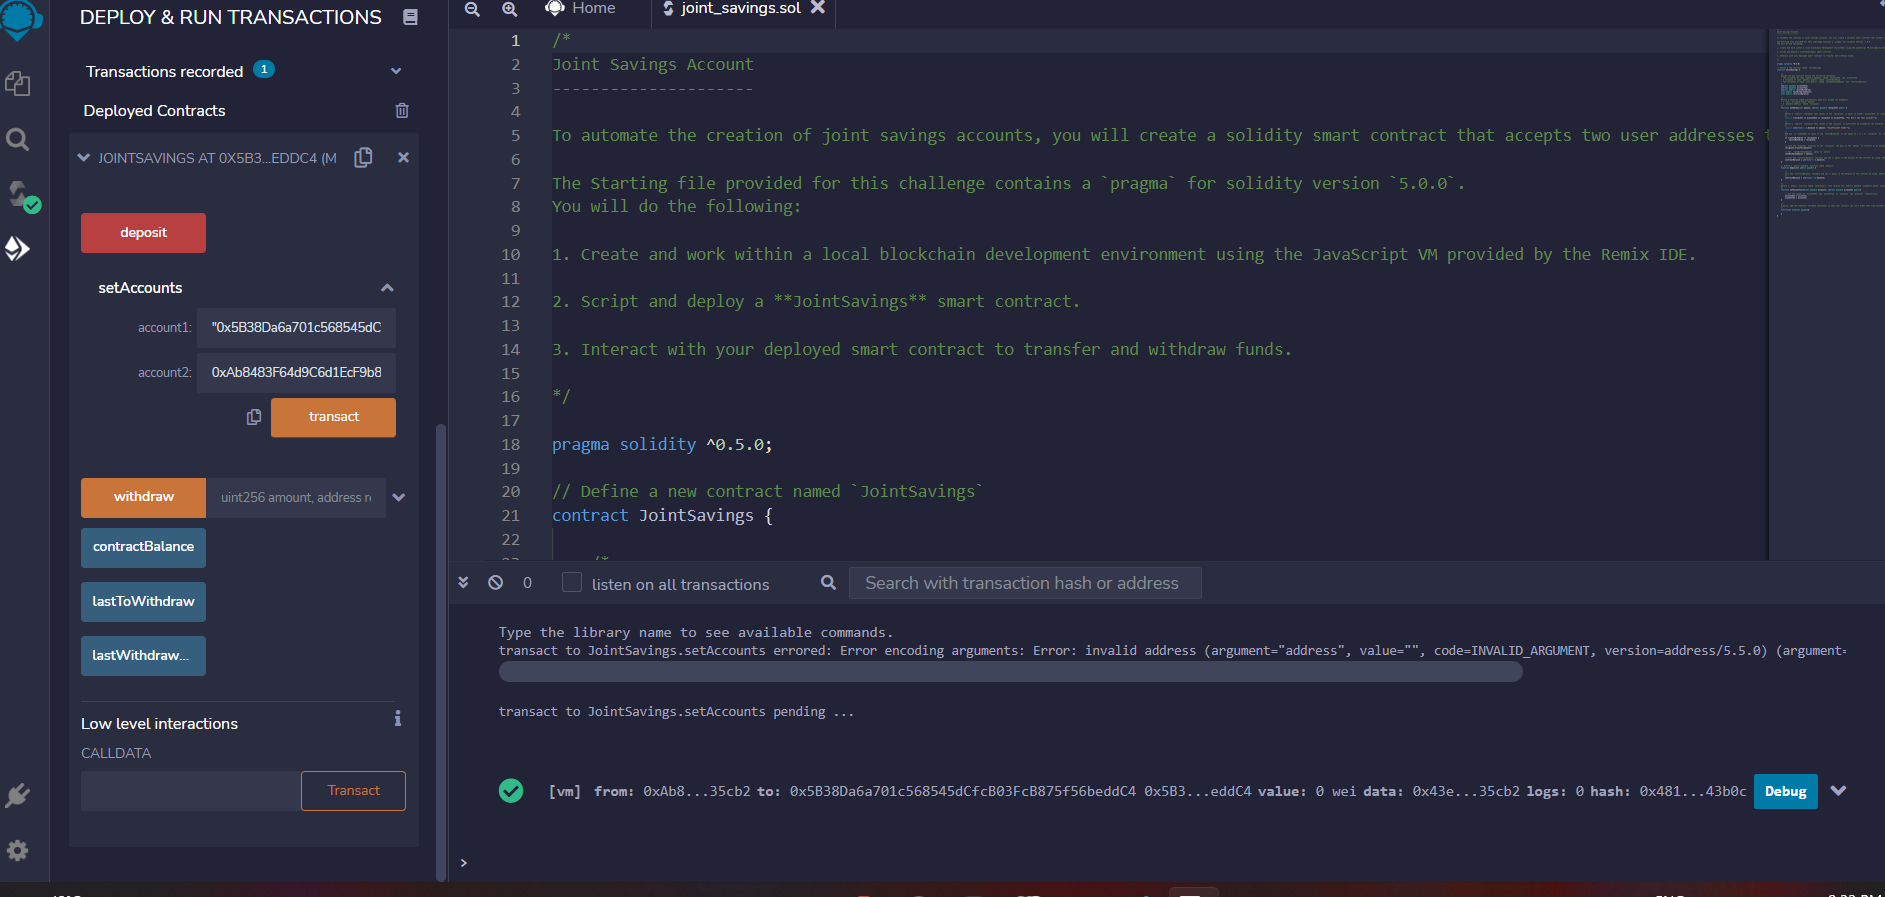 DEPLOY & RUN TRANSACTIONS
Transactions recorded 1
Deployed Contracts
JOINTSAVINGS AT 0X5B3...EDDC4 (M
deposit
setAccounts
account1: "0x5B38Da6a701c568545dC
account2: 0xAb8483F64d9C6d1EcF9b8
transact
withdraw uint256 amount, address re
contractBalance
lastToWithdraw
lastWithdraw...
Low level interactions
CALLDATA
Transact
Home
joint_savings.sol
1 /*
2 Joint Savings Account
3 ---------------------
4
5 To automate the creation of joint savings accounts, you will create a solidity smart contract that accepts two user addresses t
6
7 The Starting file provided for this challenge contains a `pragma` for solidity version `5.0.0`.
8 You will do the following:
9
10 1. Create and work within a local blockchain development environment using the JavaScript VM provided by the Remix IDE.
11
12 2. Script and deploy a **JointSavings** smart contract.
13
14 3. Interact with your deployed smart contract to transfer and withdraw funds.
15
16 */
17
18 pragma solidity ^0.5.0;
19
20 // Define a new contract named `JointSavings`
21 contract JointSavings {
22
23 /*
0 listen on all transactions Search with transaction hash or address
Type the library name to see available commands.
transact to JointSavings.setAccounts errored: Error encoding arguments: Error: invalid address (argument="address", value="", code=INVALID_ARGUMENT, version=address/5.5.0) (argument=
transact to JointSavings.setAccounts pending ...
[vm] from: 0xAb8...35cb2 to: 0x5B38Da6a701c568545dCfcB03FcB875f56beddC4 0x5B3...eddC4 value: 0 wei data: 0x43e...35cb2 logs: 0 hash: 0x481...43b0c Debug
>